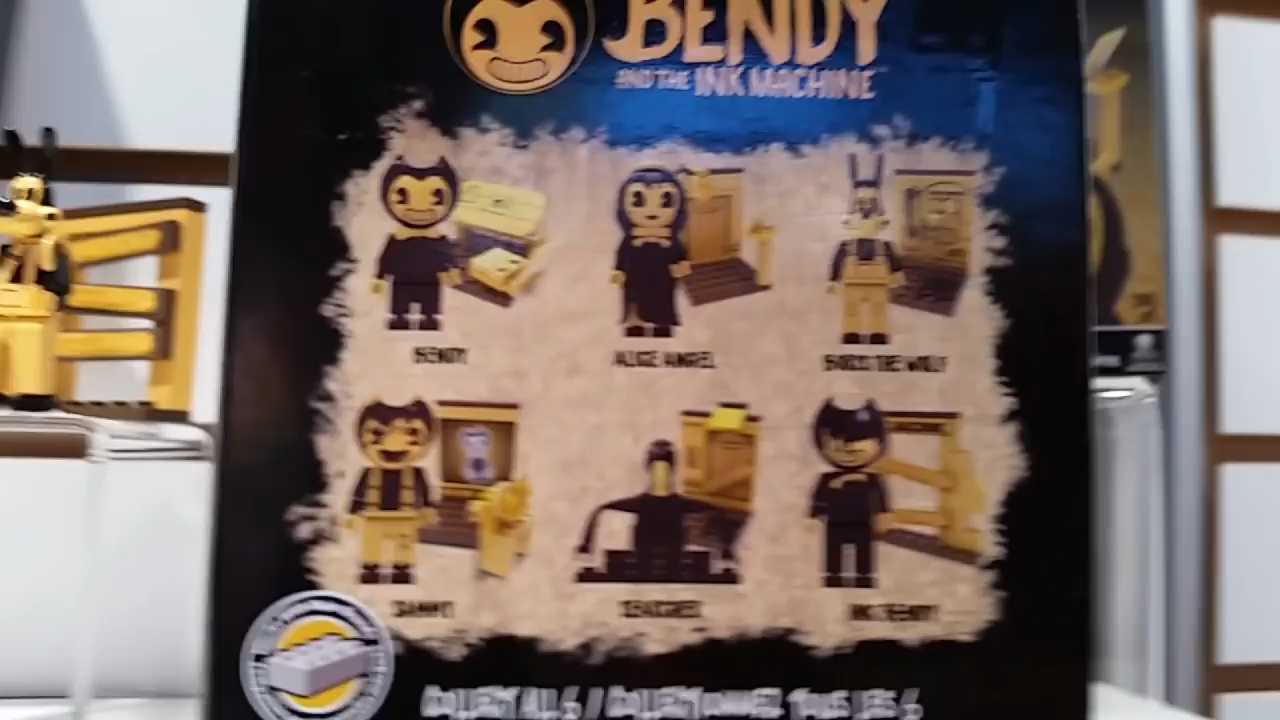 BENDY
AND THE INK MACHINE™
BENDY
ALICE ANGEL
BORIS THE WOLF
SAMMY
SEARCHER
INK BENDY
COLLECT ALL 6 / COLLECTIONNEZ TOUS LES 6